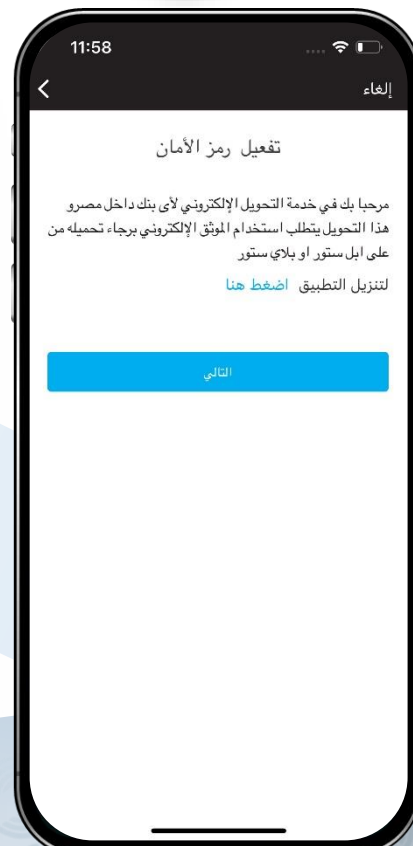 11:58
إلغاء
تفعيل رمز الأمان
مرحبا بك في خدمة التحويل الإلكتروني لأى بنك داخل مصرو
هذا التحويل يتطلب استخدام الموثق الإلكتروني برجاء تحميله من
على ابل ستور او بلاي ستور
لتنزيل التطبيق اضغط هنا
التالي